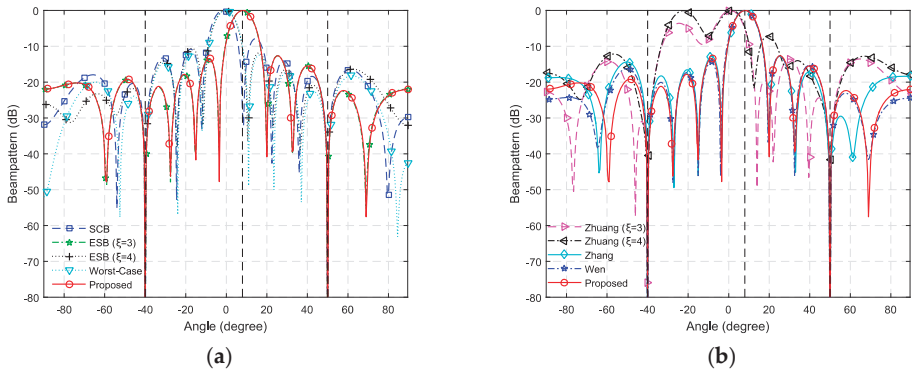 0
-10
-20
-30
-40
-50
-60
-70
-80
Beampattern (dB)
-80 -60 -40 -20 0 20 40 60 80
Angle (degree)
SCB
ESB (ξ=3)
ESB (ξ=4)
Worst-Case
Proposed
(a)
0
-10
-20
-30
-40
-50
-60
-70
-80
Beampattern (dB)
-80 -60 -40 -20 0 20 40 60 80
Angle (degree)
Zhuang (ξ=3)
Zhuang (ξ=4)
Zhang
Wen
Proposed
(b)